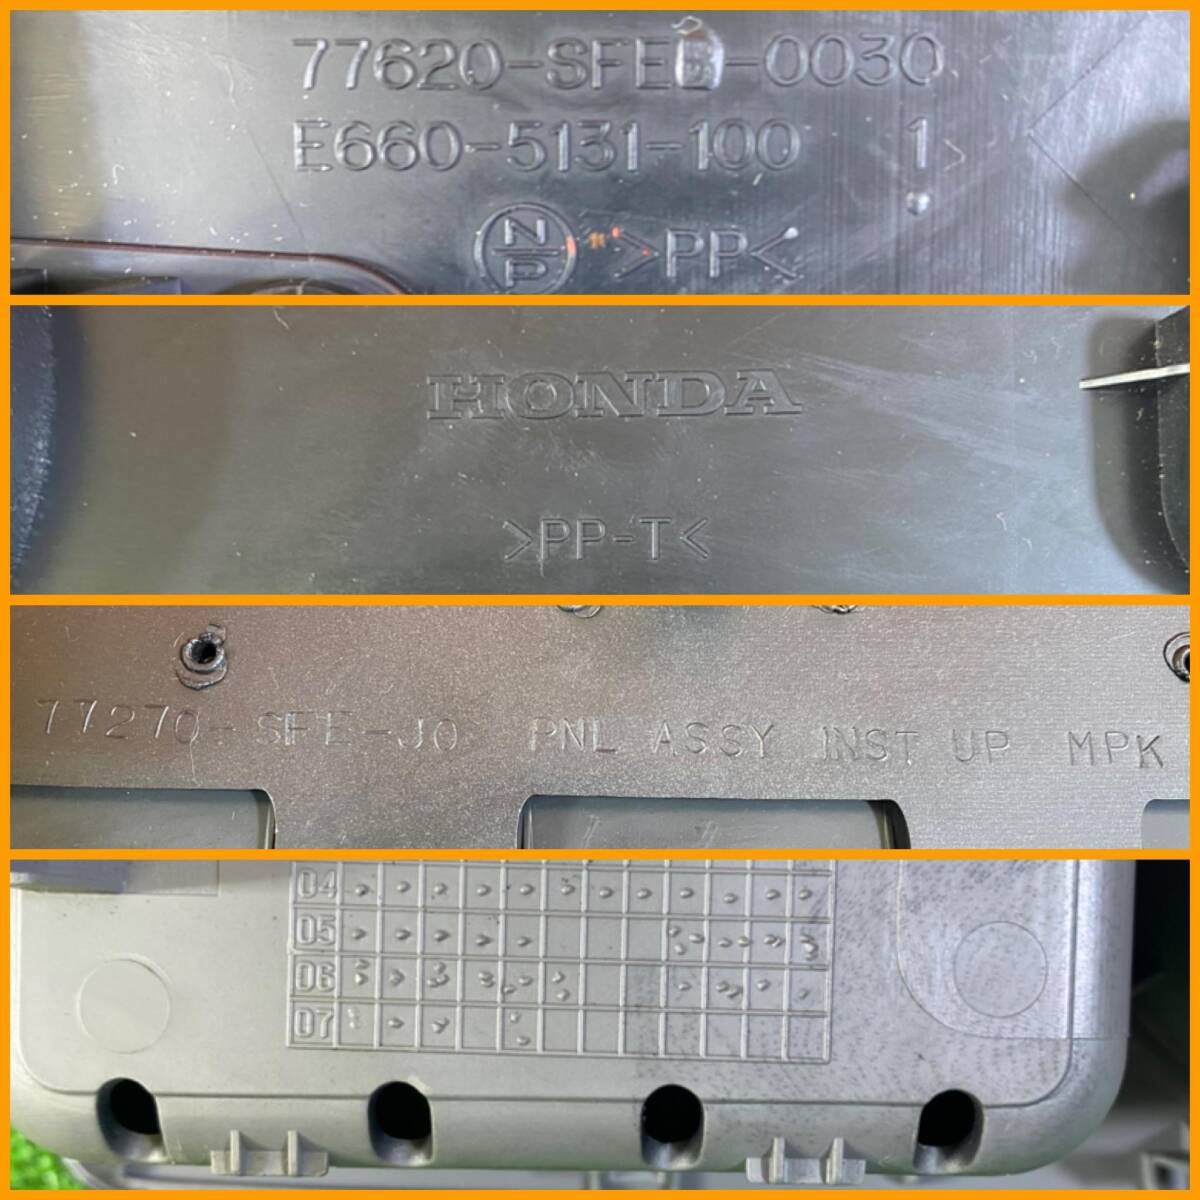 77620-SFE -0030
E660-5131-100 1
N
P
>PP<
HONDA
>PP-T<
77270-SFE-J0 PNL ASSY INST UP MPK
04
05
06
07